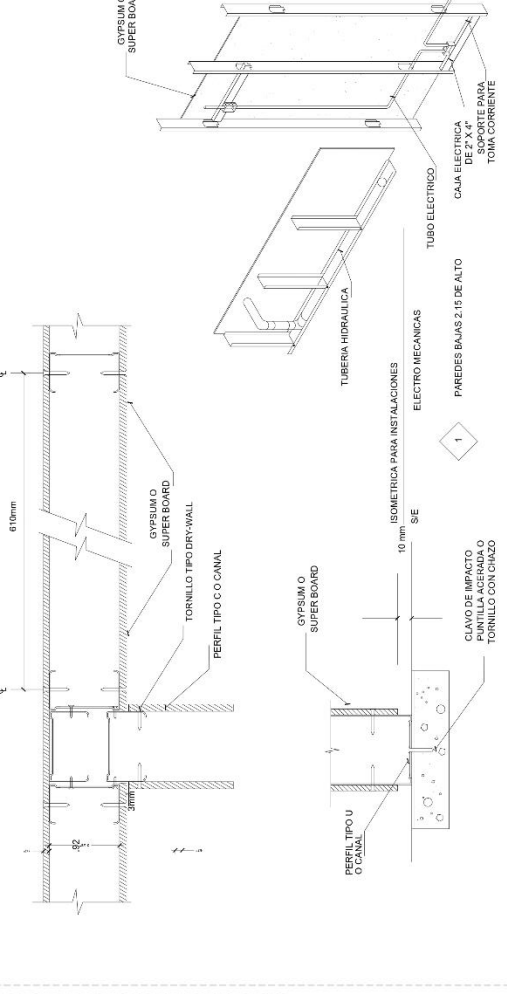 GYPSUM O
610mm
GYPSUM O
SUPER BOARD
TORNILLO TIPO DRY-WALL
PERFIL TIPO C O CANAL
.92
3mm
TUBERIA HIDRAULICA
TUBO ELECTRICO
CAJA ELECTRICA
DE 2" X 4"
SOPORTE PARA
TOMA CORRIENTE
GYPSUM O
SUPER BOARD
10 mm
PERFIL TIPO U
O CANAL
CLAVO DE IMPACTO
PUNTILLA ACERADA O
TORNILLO CON CHAZO
ISOMETRICA PARA INSTALACIONES
S/E
ELECTRO MECANICAS
1
PAREDES BAJAS 2.15 DE ALTO